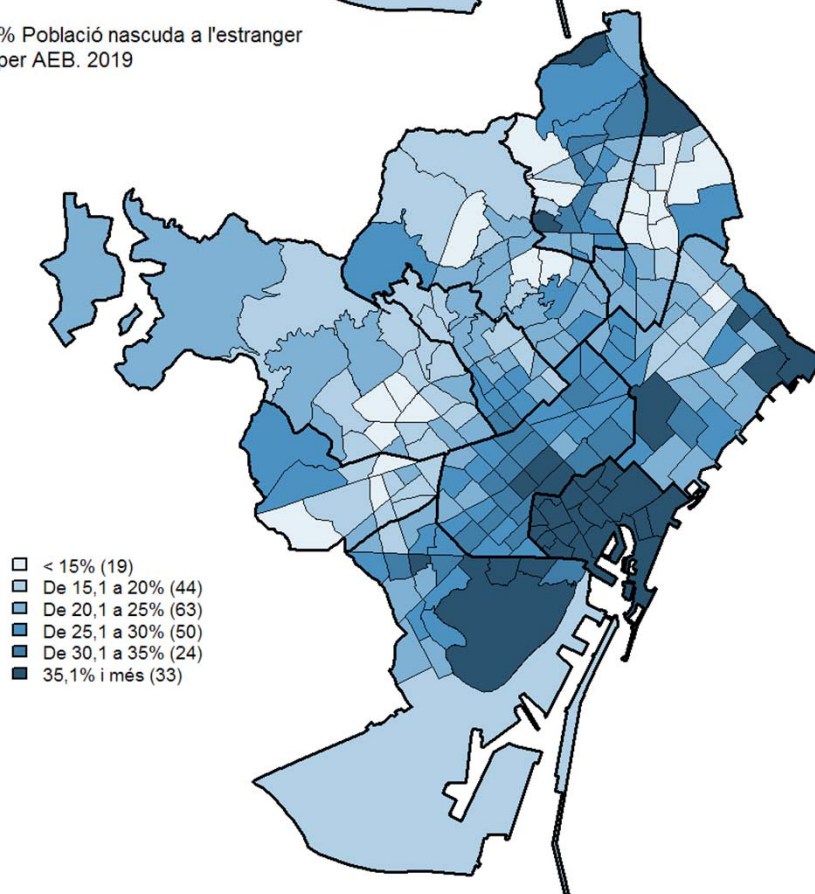 % Població nascuda a l'estranger
per AEB. 2019
< 15% (19)
De 15,1 a 20% (44)
De 20,1 a 25% (63)
De 25,1 a 30% (50)
De 30,1 a 35% (24)
35,1% i més (33)